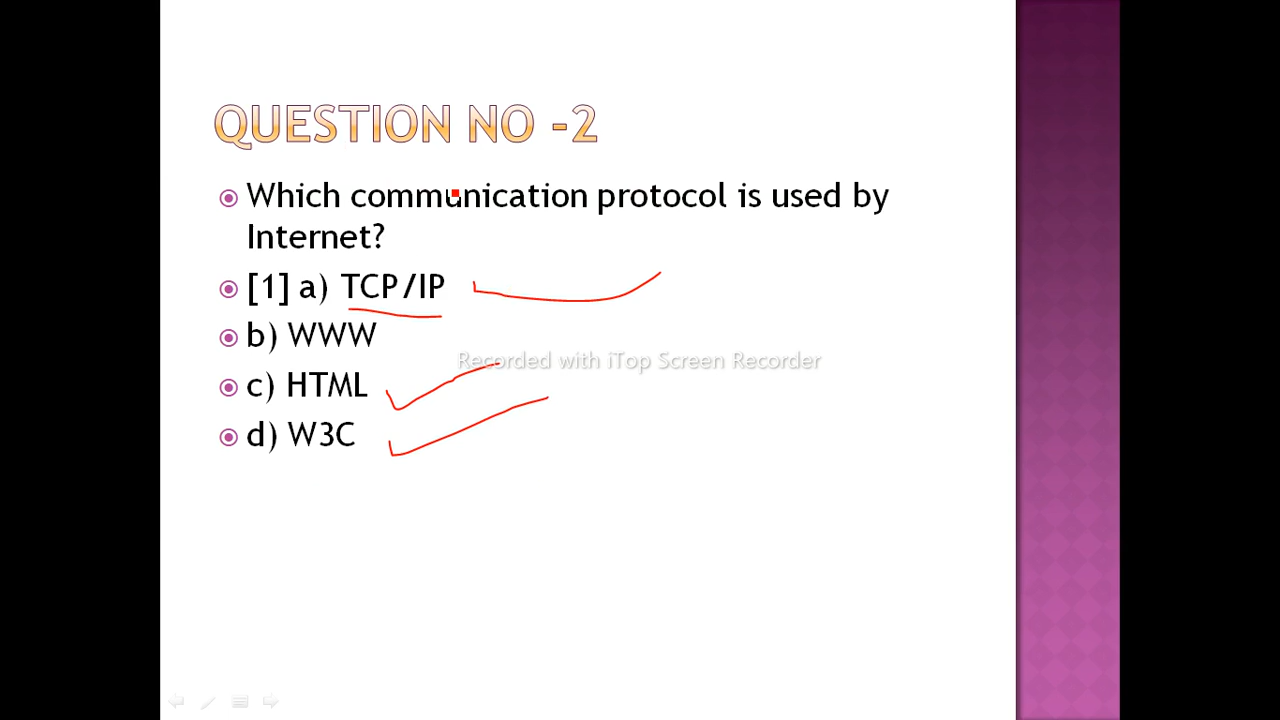 QUESTION NO -2
Which communication protocol is used by
Internet?
[1] a) TCP/IP
b) WWW
Recorded with iTop Screen Recorder
c) HTML
d) W3C